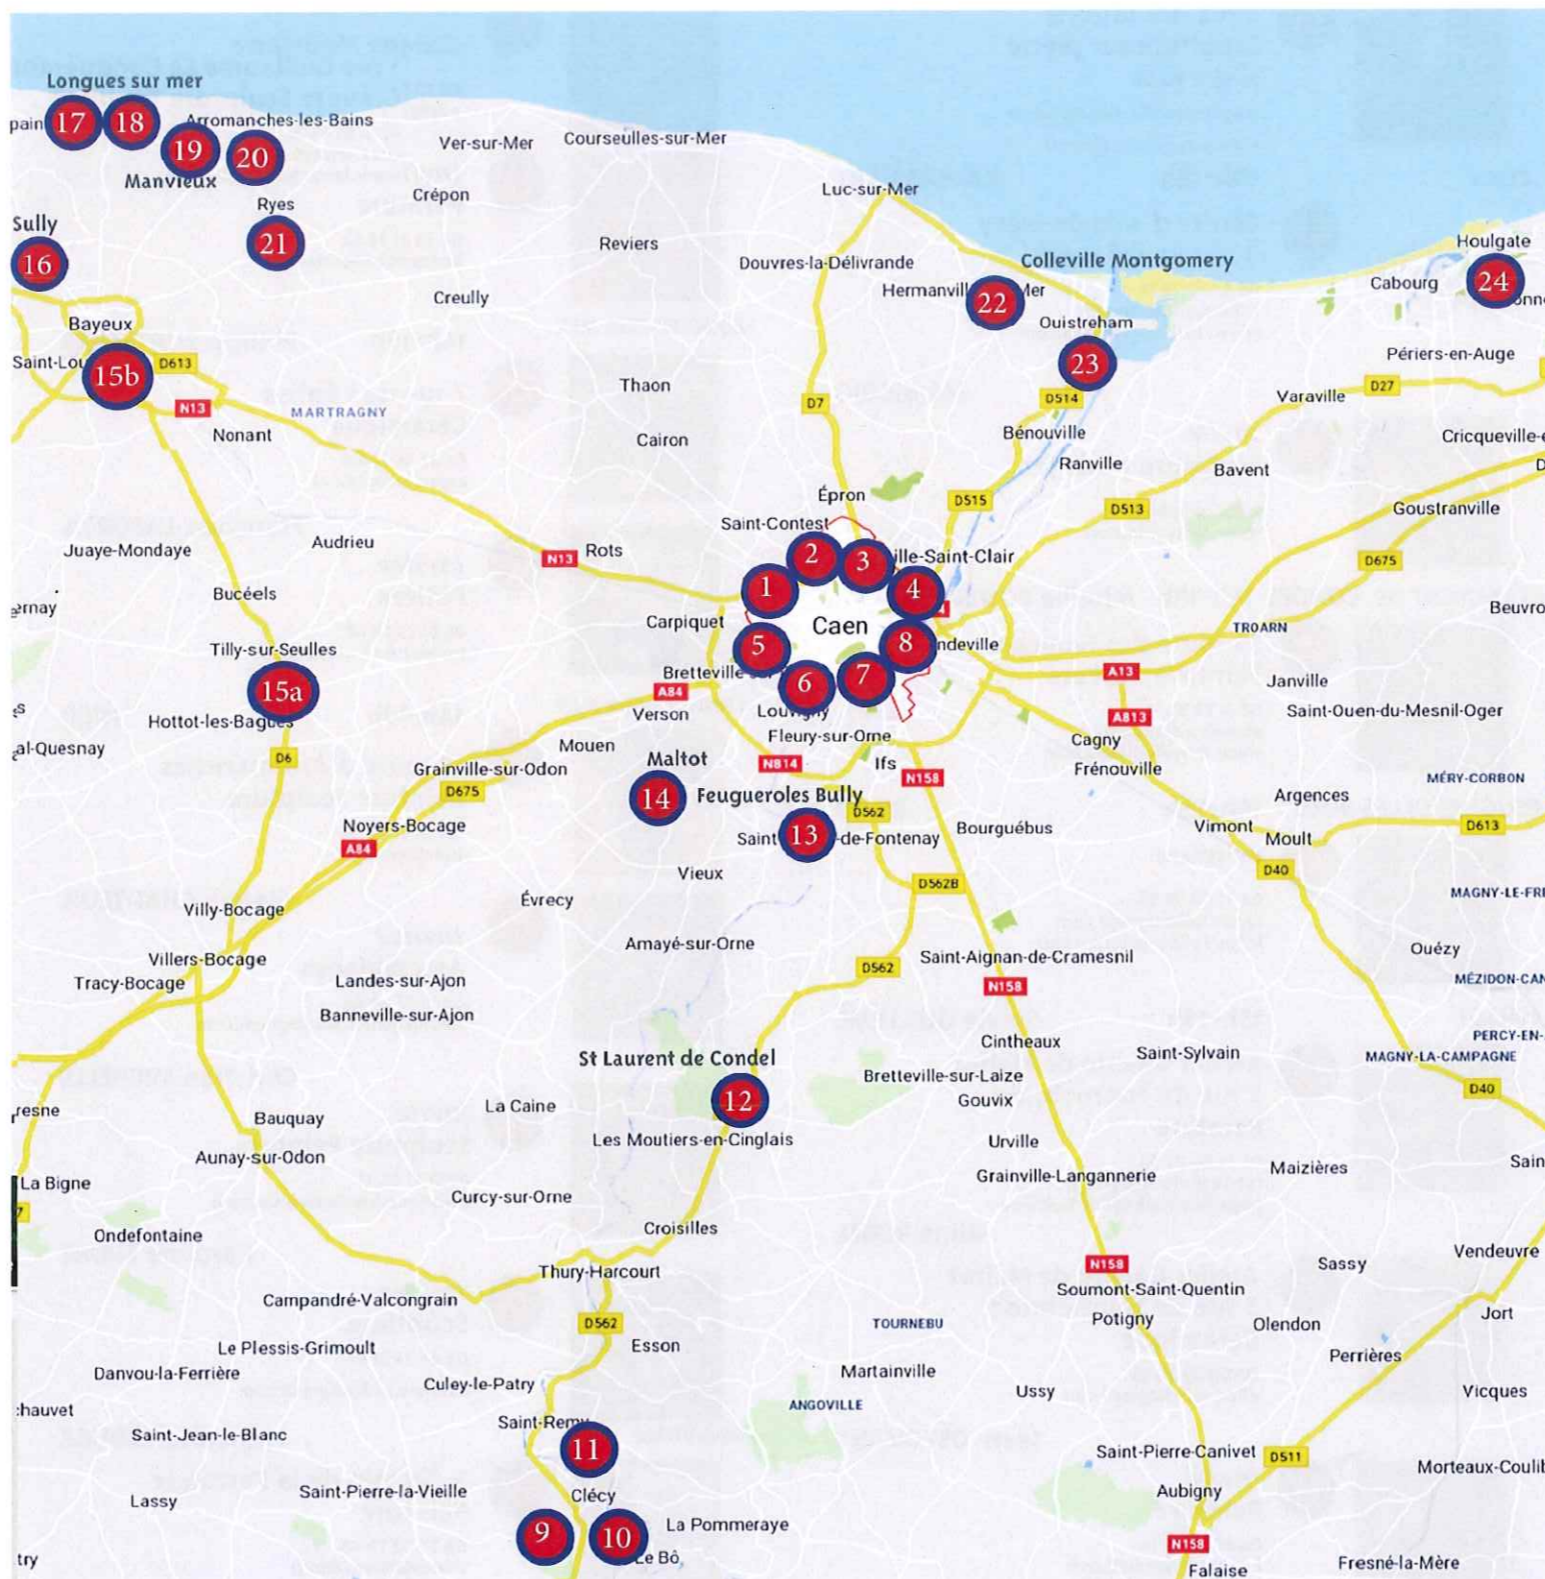 Longues sur mer
17
18
Arromanches-les-Bains
19
20
Manvieux
Ver-sur-Mer
Courseulles-sur-Mer
Crépon
Luc-sur-Mer
Sully
16
Ryes
21
Reviers
Douvres-la-Délivrande
Colleville Montgomery
Houlgate
24
Cabourg
Creully
22
Bayeux
Ouistreham
23
15b
D613
N13
MARTRAGNY
Thaon
Périers-en-Auge
D27
D7
D514
Varaville
Nonant
Cairon
Bénouville
Ranville
Bavent
Épron
D515
D513
Goustranville
Juaye-Mondaye
Audrieu
N13
Rots
Saint-Contest
2
3
ille-Saint-Clair
D675
Bucéels
1
4
Carpiquet
Caen
TROARN
Tilly-sur-Seulles
5
8
ndeville
15a
Bretteville
A84
6
7
A13
Janville
Hottot-les-Bagues
Verson
Louvigny
A813
Saint-Ouen-du-Mesnil-Oger
al-Quesnay
D6
Mouen
Fleury-sur-Orne
Cagny
Grainville-sur-Odon
Maltot
N814
Ifs
N158
Frénouville
MÉRY-CORBON
D675
14
Feugueroles Bully
Argences
Noyers-Bocage
13
D562
Saint
-de-Fontenay
Bourguébus
Vimont
Moult
D613
A84
Vieux
D562B
D40
Évrecy
Villy-Bocage
Amayé-sur-Orne
Ouézy
Villers-Bocage
D562
Saint-Aignan-de-Cramesnil
Tracy-Bocage
Landes-sur-Ajon
N158
Banneville-sur-Ajon
Cintheaux
Saint-Sylvain
MAGNY-LA-CAMPAGNE
St Laurent de Condel
12
Bretteville-sur-Laize
Gouvix
D40
La Caine
Bauquay
Les Moutiers-en-Cinglais
Urville
Aunay-sur-Odon
Grainville-Langannerie
Maizières
La Bigne
Curcy-sur-Orne
Ondefontaine
Croisilles
Vendeuvre
Thury-Harcourt
N158
Sassy
Soumont-Saint-Quentin
Campandré-Valcongrain
D562
TOURNEBU
Potigny
Olendon
Jort
Le Plessis-Grimoult
Esson
Perrières
Danvou-la-Ferrière
Culey-le-Patry
Martainville
Ussy
Vicques
ANGOVILLE
Saint-Jean-le-Blanc
Saint-Remy
11
Saint-Pierre-Canivet
D511
Lassy
Saint-Pierre-la-Vieille
Clécy
Aubigny
9
10
La Pommeraye
Le Bô
N158
Falaise
Fresné-la-Mère